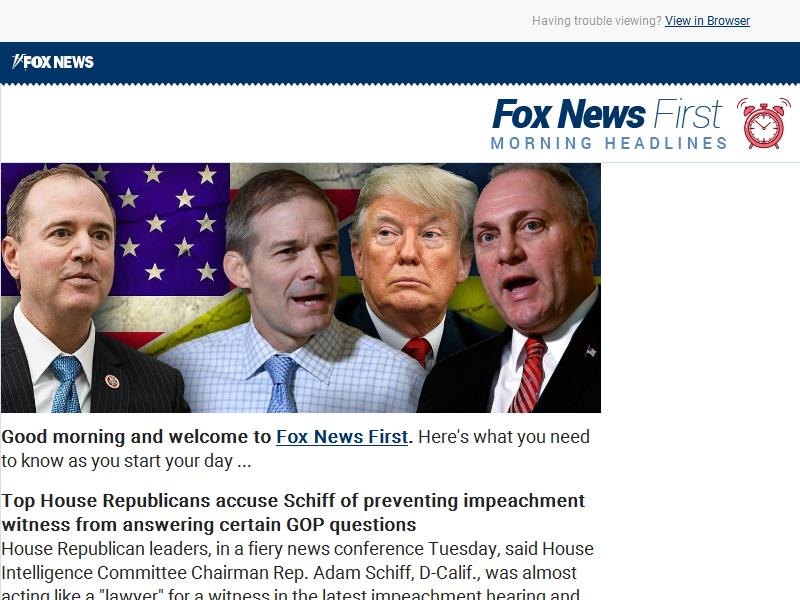 Having trouble viewing? View in Browser
FOX NEWS
Fox News First
MORNING HEADLINES
Good morning and welcome to Fox News First. Here's what you need
to know as you start your day ...
Top House Republicans accuse Schiff of preventing impeachment
witness from answering certain GOP questions
House Republican leaders, in a fiery news conference Tuesday, said House
Intelligence Committee Chairman Rep. Adam Schiff, D-Calif., was almost
acting like a "lawyer" for a witness in the latest impeachment hearing and